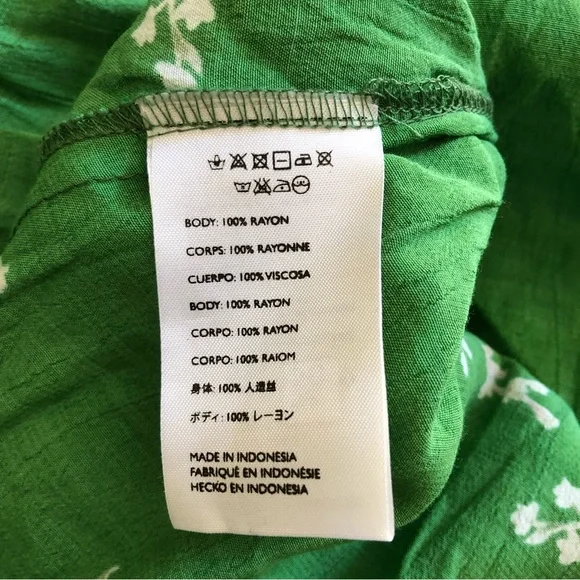 BODY: 100% RAYON
CORPS: 100% RAYONNE
CUERPO: 100% VISCOSA
BODY: 100% RAYON
CORPO: 100% RAYON
CORPO: 100% RAIOM
身体: 100% 人造丝
ボディ: 100% レーヨン
MADE IN INDONESIA
FABRIQUÉ EN INDONÉSIE
HECKO EN INDONESIA